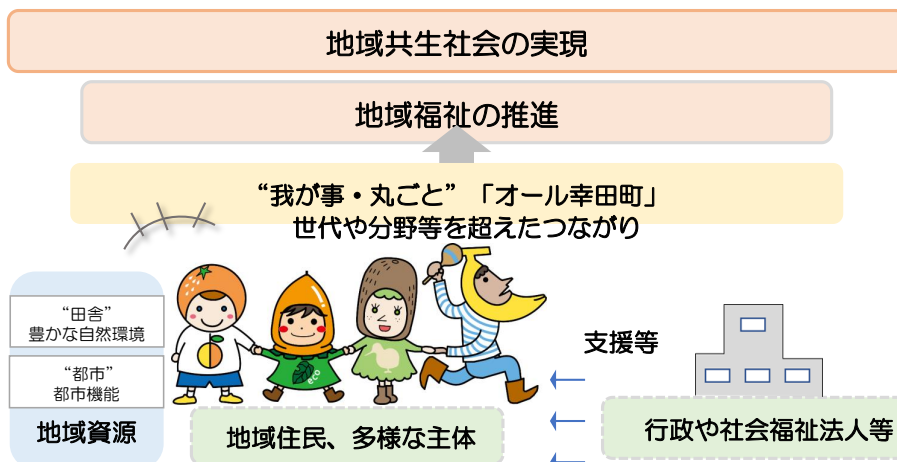 地域共生社会の実現
地域福祉の推進
“我が事・丸ごと”「オール幸田町」
世代や分野等を超えたつながり
“田舎”
豊かな自然環境
“都市”
都市機能
地域資源
eco
支援等
地域住民、多様な主体
行政や社会福祉法人等